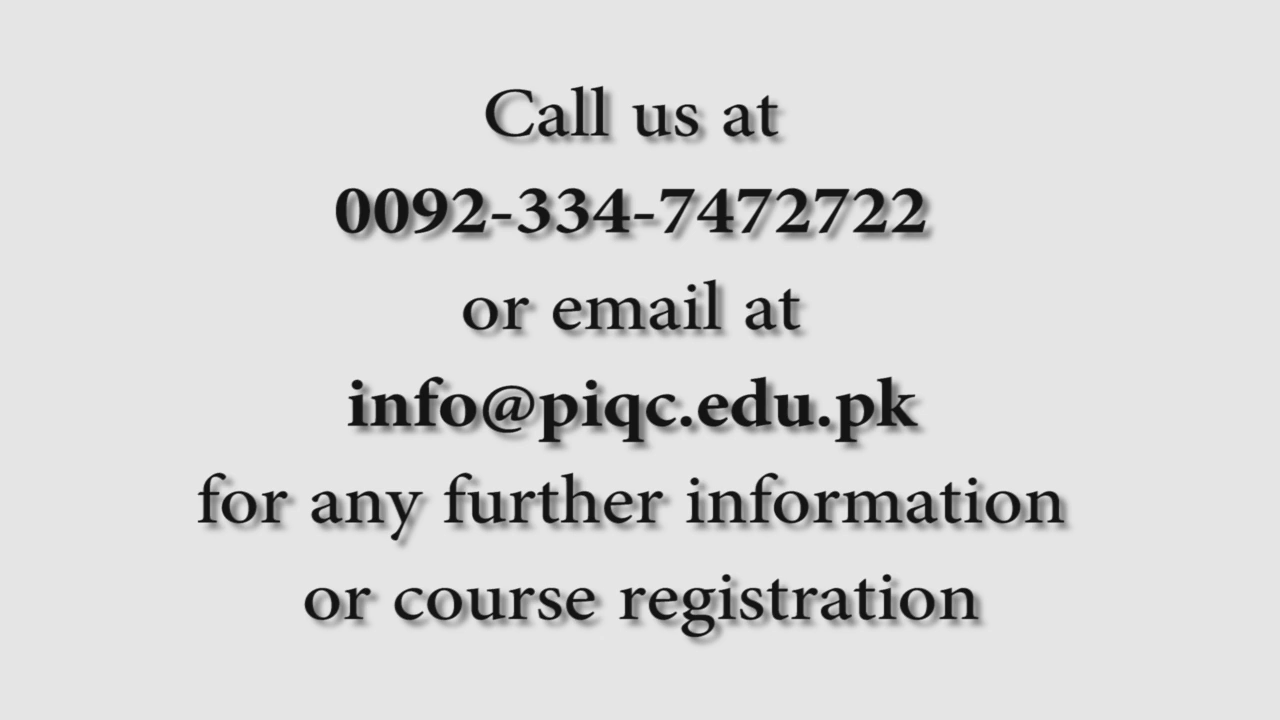 Call us at
0092-334-7472722
or email at
info@piqc.edu.pk
for any further information
or course registration